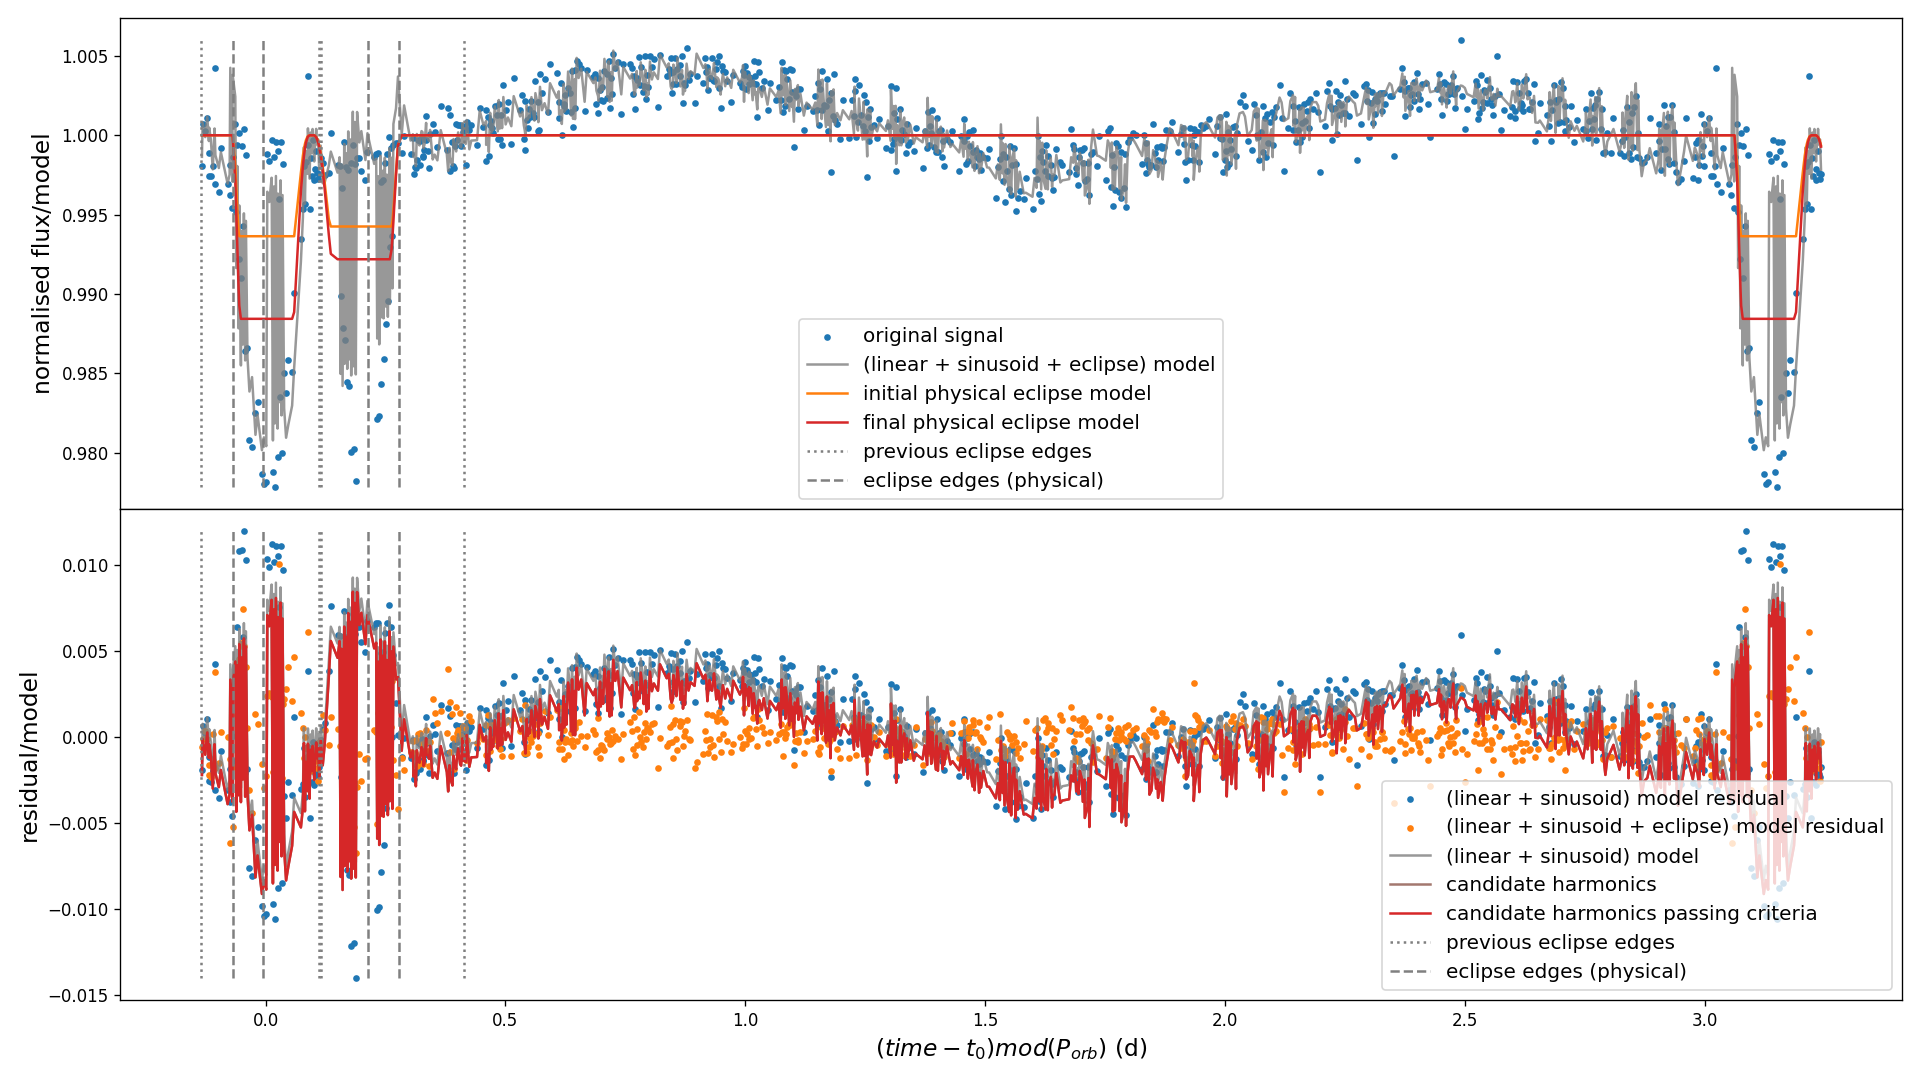 normalised flux/model
1.005
1.000
0.995
0.990
0.985
0.980
original signal
(linear + sinusoid + eclipse) model
initial physical eclipse model
final physical eclipse model
previous eclipse edges
eclipse edges (physical)
residual/model
0.010
0.005
0.000
−0.005
−0.010
−0.015
(linear + sinusoid) model residual
(linear + sinusoid + eclipse) model residual
(linear + sinusoid) model
candidate harmonics
candidate harmonics passing criteria
previous eclipse edges
eclipse edges (physical)
0.0 0.5 1.0 1.5 2.0 2.5 3.0
(time − t₀)mod(P_orb) (d)